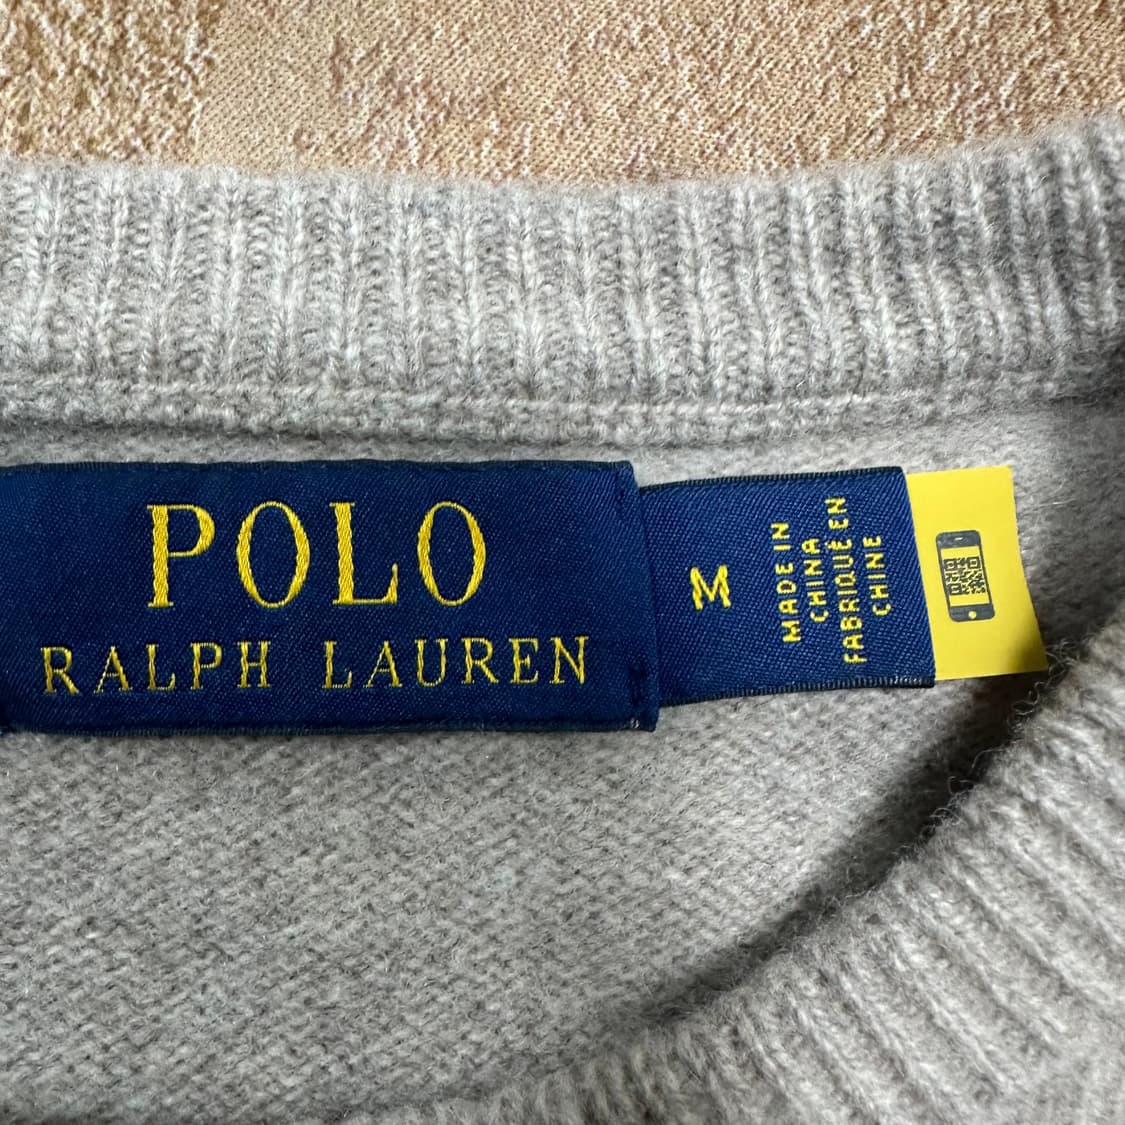 POLO
RALPH LAUREN
M
MADE IN
CHINA
FABRIQUÉ EN
CHINE